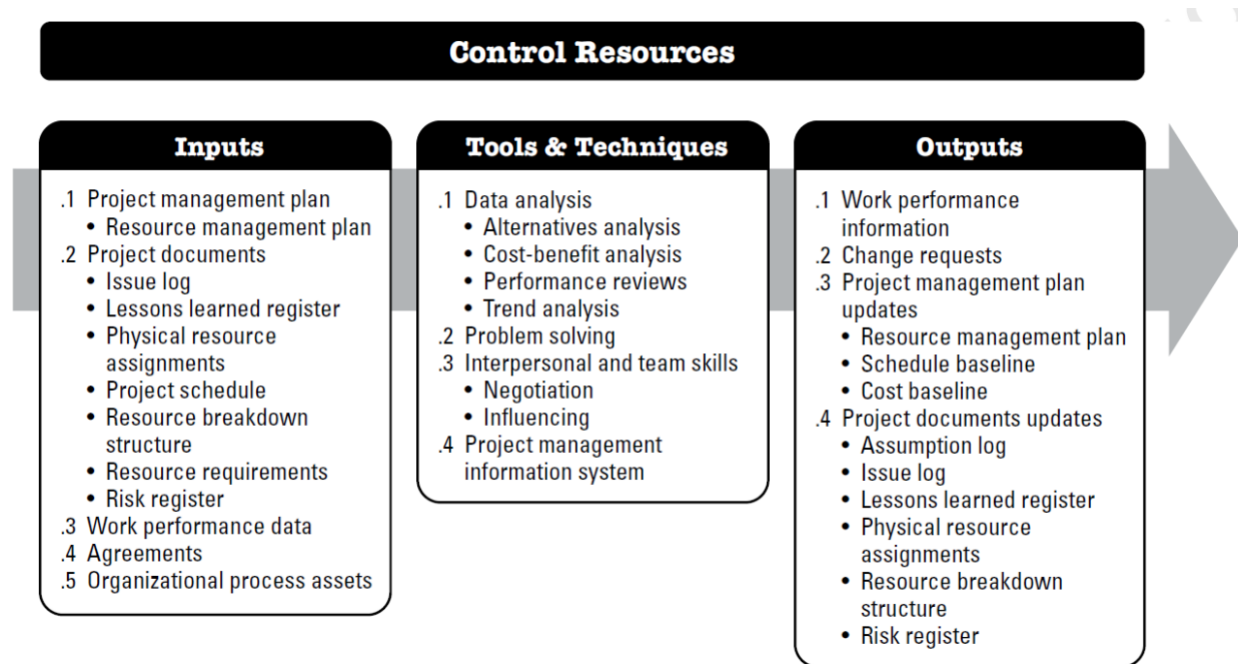 Control Resources
Inputs
.1 Project management plan
• Resource management plan
.2 Project documents
• Issue log
• Lessons learned register
• Physical resource
assignments
• Project schedule
• Resource breakdown
structure
• Resource requirements
• Risk register
.3 Work performance data
.4 Agreements
.5 Organizational process assets
Tools & Techniques
.1 Data analysis
• Alternatives analysis
• Cost-benefit analysis
• Performance reviews
• Trend analysis
.2 Problem solving
.3 Interpersonal and team skills
• Negotiation
• Influencing
.4 Project management
information system
Outputs
.1 Work performance
information
.2 Change requests
.3 Project management plan
updates
• Resource management plan
• Schedule baseline
• Cost baseline
.4 Project documents updates
• Assumption log
• Issue log
• Lessons learned register
• Physical resource
assignments
• Resource breakdown
structure
• Risk register